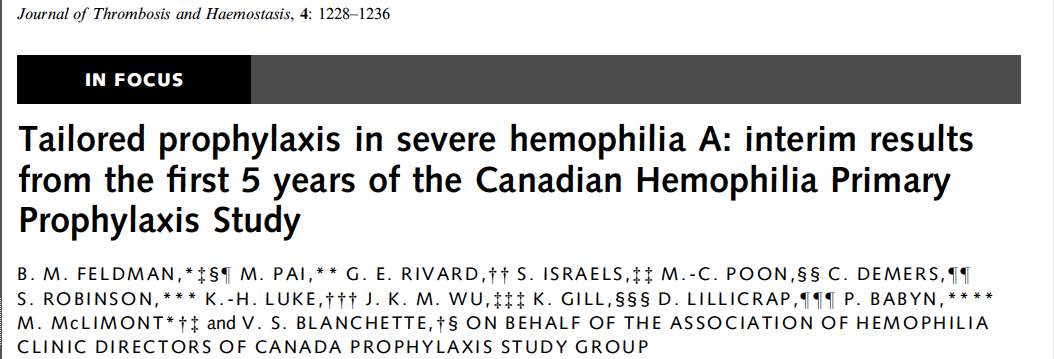 Journal of Thrombosis and Haemostasis, 4: 1228–1236
IN FOCUS
Tailored prophylaxis in severe hemophilia A: interim results
from the first 5 years of the Canadian Hemophilia Primary
Prophylaxis Study
B. M. FELDMAN,*‡§¶ M. PAI,** G. E. RIVARD,†† S. ISRAELS,‡‡ M.-C. POON,§§ C. DEMERS,¶¶
S. ROBINSON,*** K.-H. LUKE,††† J. K. M. WU,‡‡‡ K. GILL,§§§ D. LILLICRAP,¶¶¶ P. BABYN,****
M. McLIMONT*†‡ and V. S. BLANCHETTE,†§ ON BEHALF OF THE ASSOCIATION OF HEMOPHILIA
CLINIC DIRECTORS OF CANADA PROPHYLAXIS STUDY GROUP